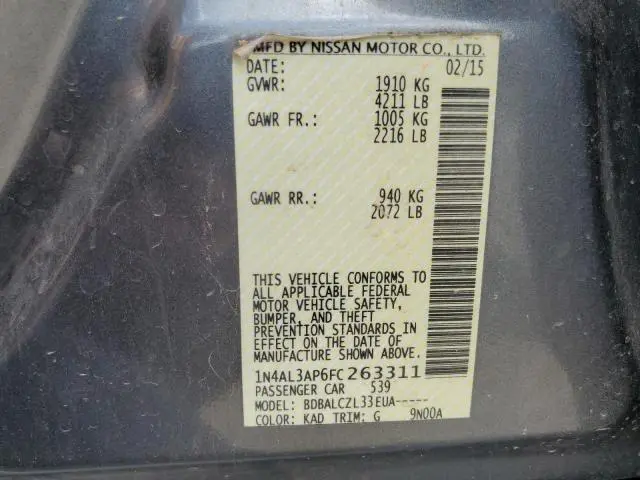 MFD BY NISSAN MOTOR CO., LTD.
DATE: 02/15
GVWR: 1910 KG
4211 LB
GAWR FR.: 1005 KG
2216 LB
GAWR RR.: 940 KG
2072 LB
THIS VEHICLE CONFORMS TO
ALL APPLICABLE FEDERAL
MOTOR VEHICLE SAFETY,
BUMPER, AND THEFT
PREVENTION STANDARDS IN
EFFECT ON THE DATE OF
MANUFACTURE SHOWN ABOVE.
1N4AL3AP6FC263311
PASSENGER CAR 539
MODEL: BDBALCZL33EUA-----
COLOR: KAD TRIM: G 9N00A